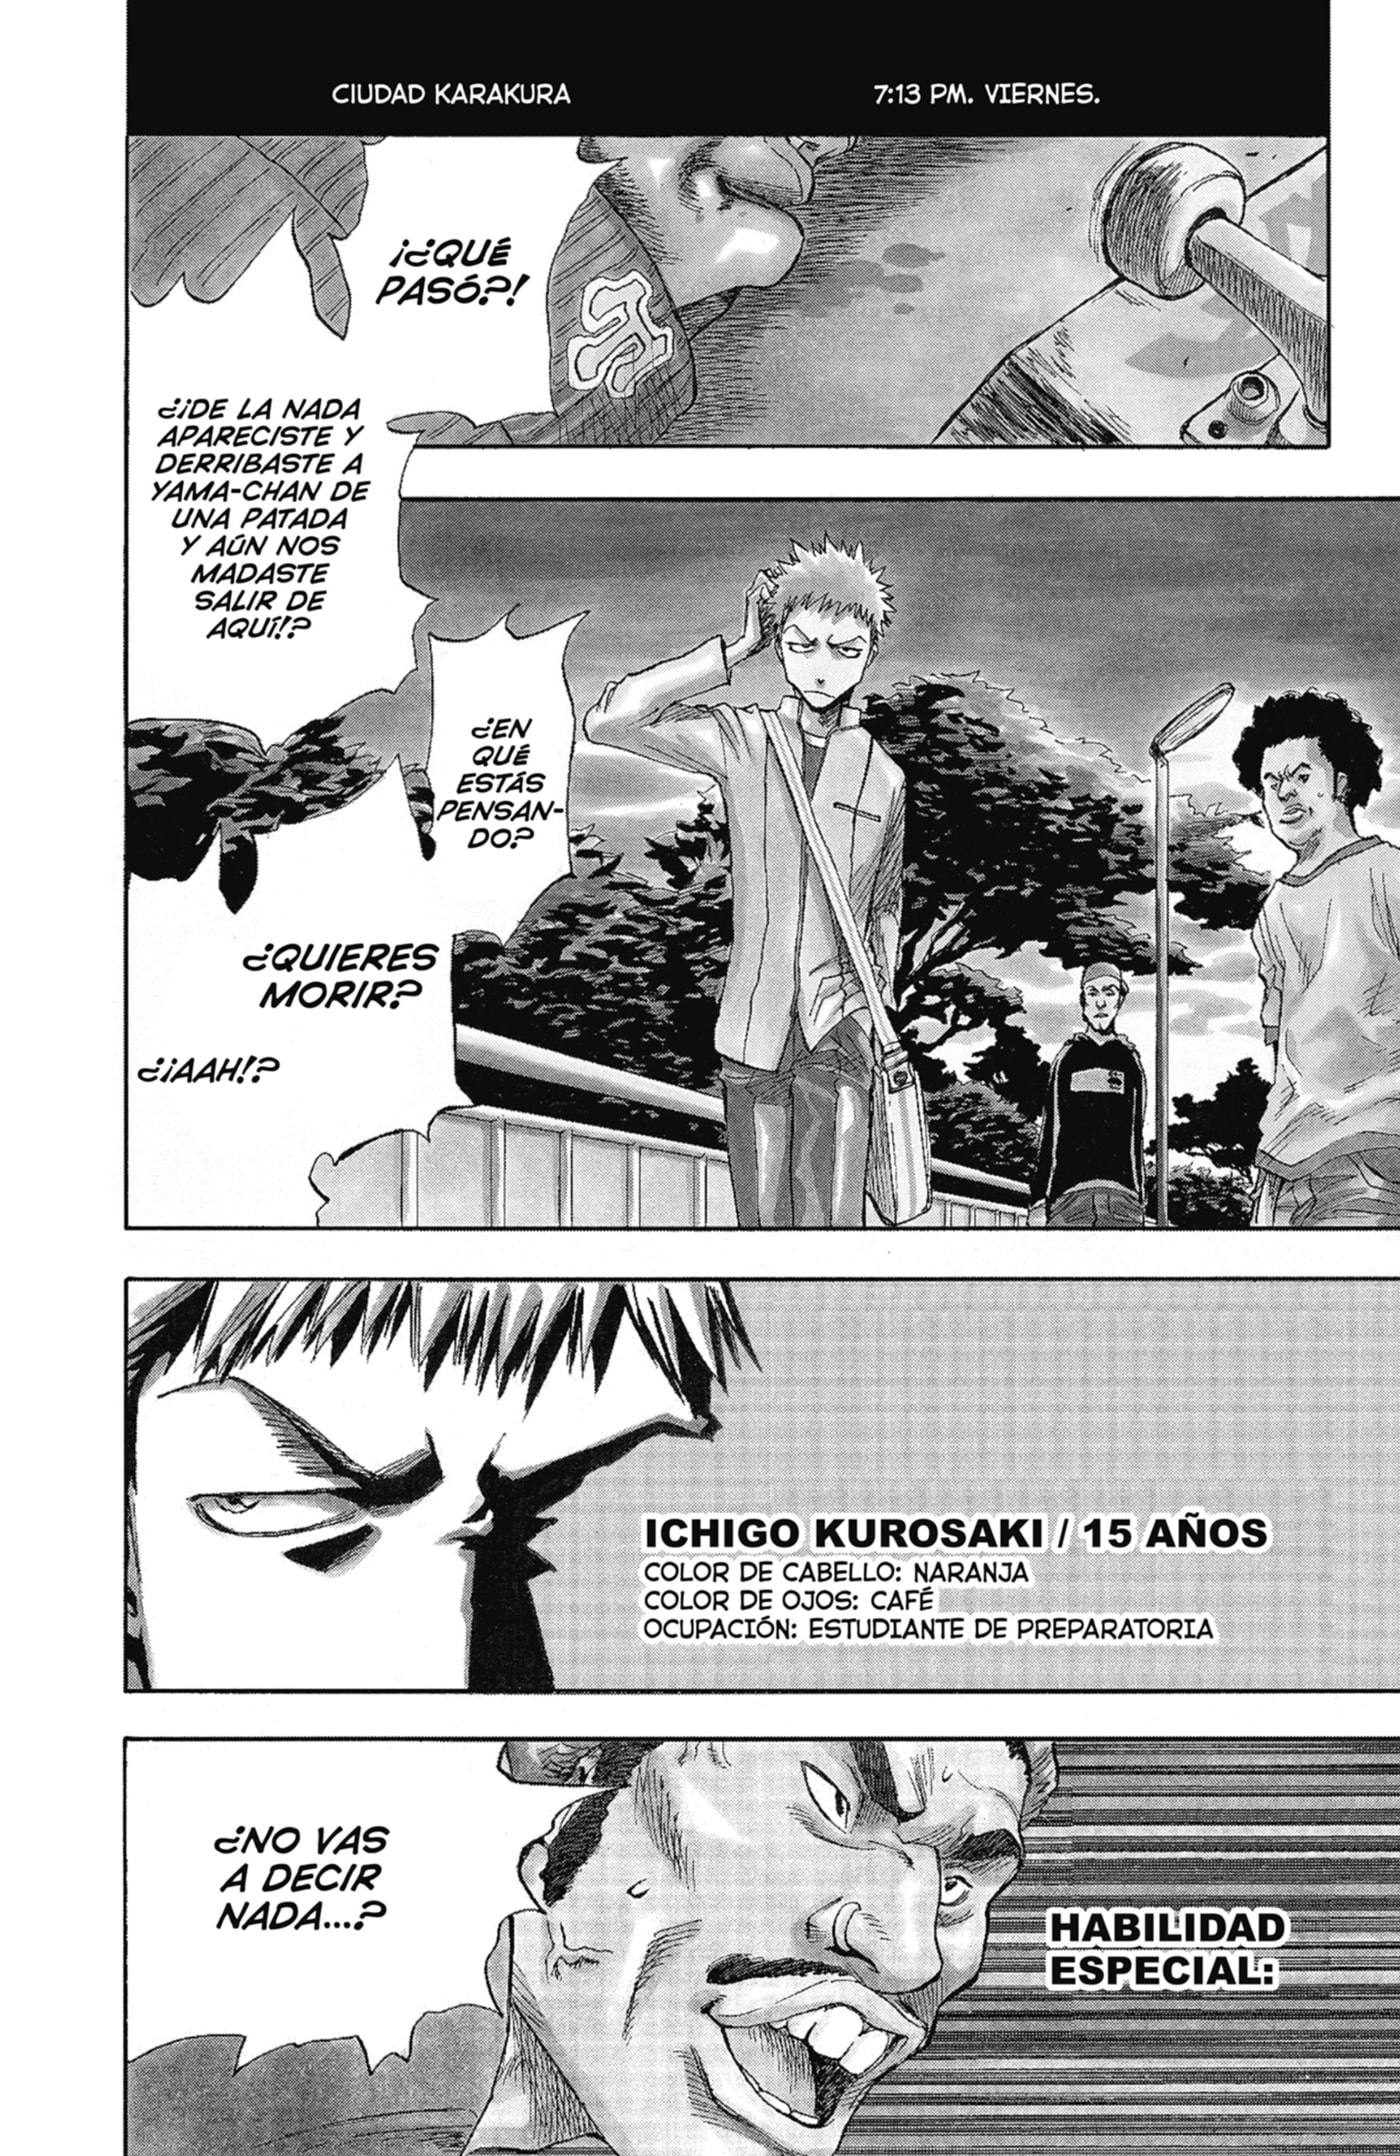 CIUDAD KARAKURA
7:13 PM. VIERNES.
¡¿QUÉ
PASÓ?!
¿¡DE LA NADA
APARECISTE Y
DERRIBASTE A
YAMA-CHAN DE
UNA PATADA
Y AÚN NOS
MADASTE
SALIR DE
AQUÍ!?
¿EN
QUÉ
ESTÁS
PENSAN-
DO?
¿QUIERES
MORIR?
¿¡AAH!?
ICHIGO KUROSAKI / 15 AÑOS
COLOR DE CABELLO: NARANJA
COLOR DE OJOS: CAFÉ
OCUPACIÓN: ESTUDIANTE DE PREPARATORIA
¿NO VAS
A DECIR
NADA...?
HABILIDAD
ESPECIAL: